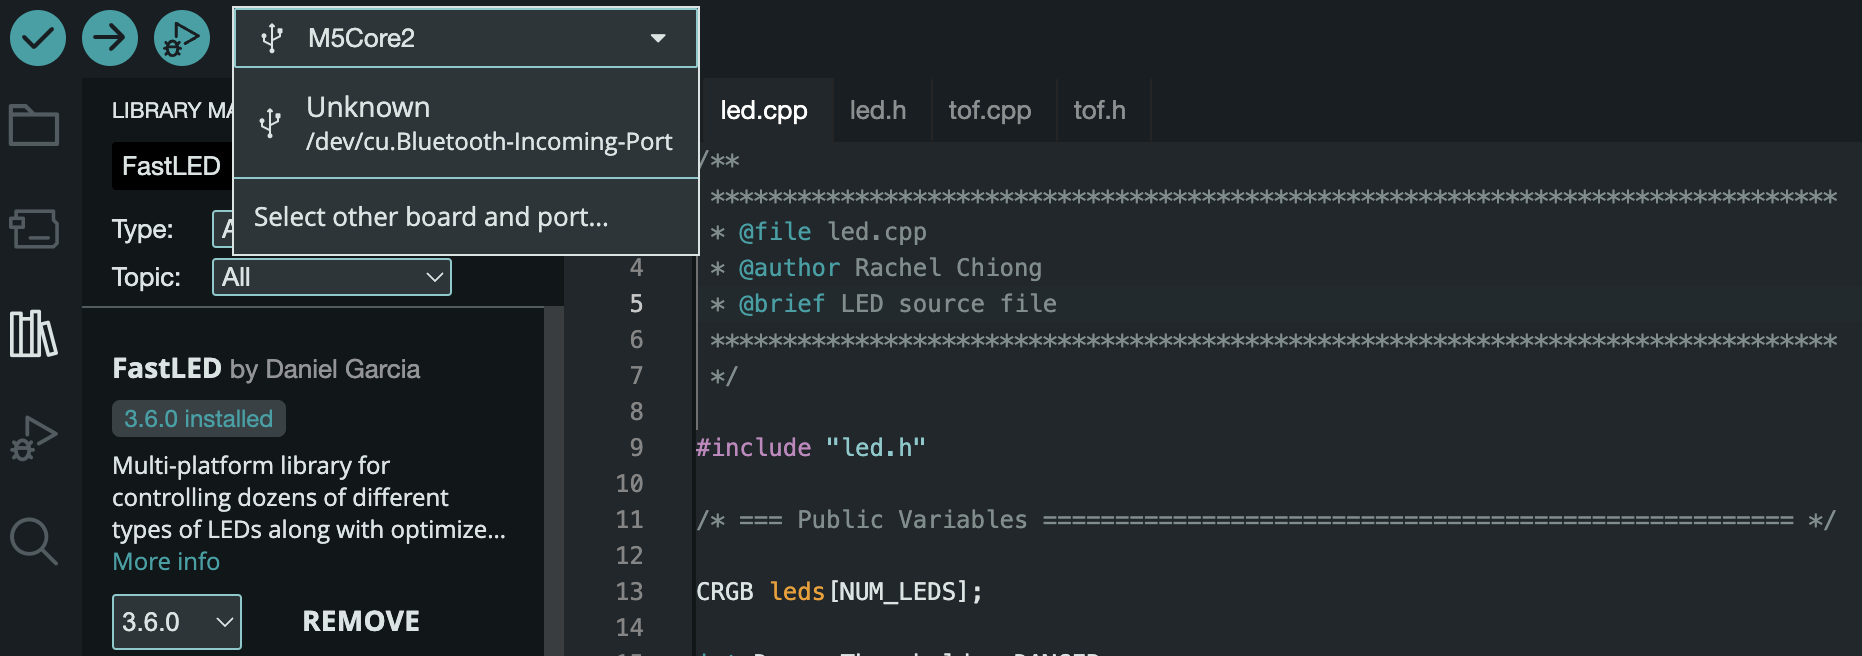 M5Core2
Unknown
/dev/cu.Bluetooth-Incoming-Port
Select other board and port...
LIBRARY MA
FastLED
Type:
Topic: All
FastLED by Daniel Garcia
3.6.0 installed
Multi-platform library for
controlling dozens of different
types of LEDs along with optimize...
More info
3.6.0 REMOVE
led.cpp led.h tof.cpp tof.h
/**
******************************************************************************
4 * @file led.cpp
* @author Rachel Chiong
5 * @brief LED source file
6 ******************************************************************************
7 */
8
9 #include "led.h"
10
11 /* === Public Variables ==================================================== */
12
13 CRGB leds[NUM_LEDS];
14